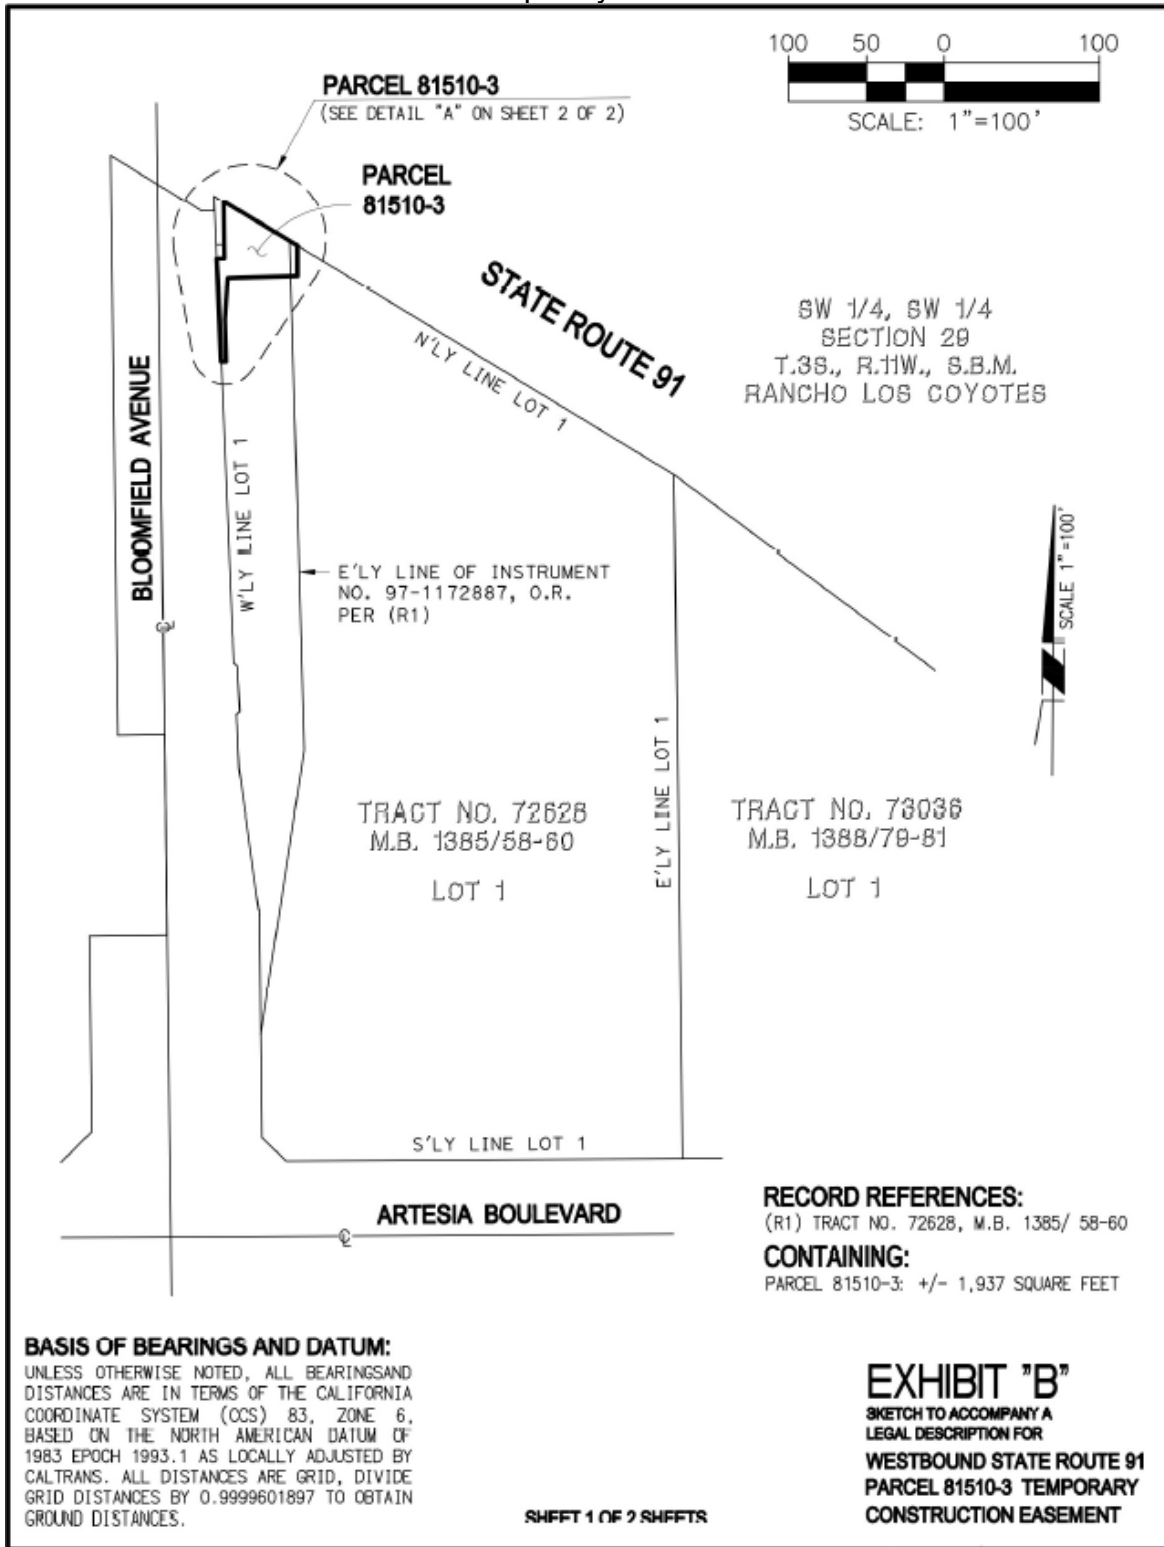 100 50 0 100
SCALE: 1"=100'
PARCEL 81510-3
(SEE DETAIL "A" ON SHEET 2 OF 2)
PARCEL
81510-3
STATE ROUTE 91
N'LY LINE LOT 1
SW 1/4, SW 1/4
SECTION 29
T.3S., R.11W., S.B.M.
RANCHO LOS COYOTES
BLOOMFIELD AVENUE
W'LY LINE LOT 1
E'LY LINE OF INSTRUMENT
NO. 97-1172887, O.R.
PER (R1)
SCALE 1"=100'
E'LY LINE LOT 1
TRACT NO. 72628
M.B. 1385/58-60
LOT 1
TRACT NO. 73036
M.B. 1388/79-81
LOT 1
S'LY LINE LOT 1
ARTESIA BOULEVARD
RECORD REFERENCES:
(R1) TRACT NO. 72628, M.B. 1385/ 58-60
CONTAINING:
PARCEL 81510-3: +/- 1,937 SQUARE FEET
BASIS OF BEARINGS AND DATUM:
UNLESS OTHERWISE NOTED, ALL BEARINGSAND
DISTANCES ARE IN TERMS OF THE CALIFORNIA
COORDINATE SYSTEM (CCS) 83, ZONE 6,
BASED ON THE NORTH AMERICAN DATUM OF
1983 EPOCH 1993.1 AS LOCALLY ADJUSTED BY
CALTRANS. ALL DISTANCES ARE GRID, DIVIDE
GRID DISTANCES BY 0.9999601897 TO OBTAIN
GROUND DISTANCES.
SHEET 1 OF 2 SHEETS
EXHIBIT "B"
SKETCH TO ACCOMPANY A
LEGAL DESCRIPTION FOR
WESTBOUND STATE ROUTE 91
PARCEL 81510-3 TEMPORARY
CONSTRUCTION EASEMENT